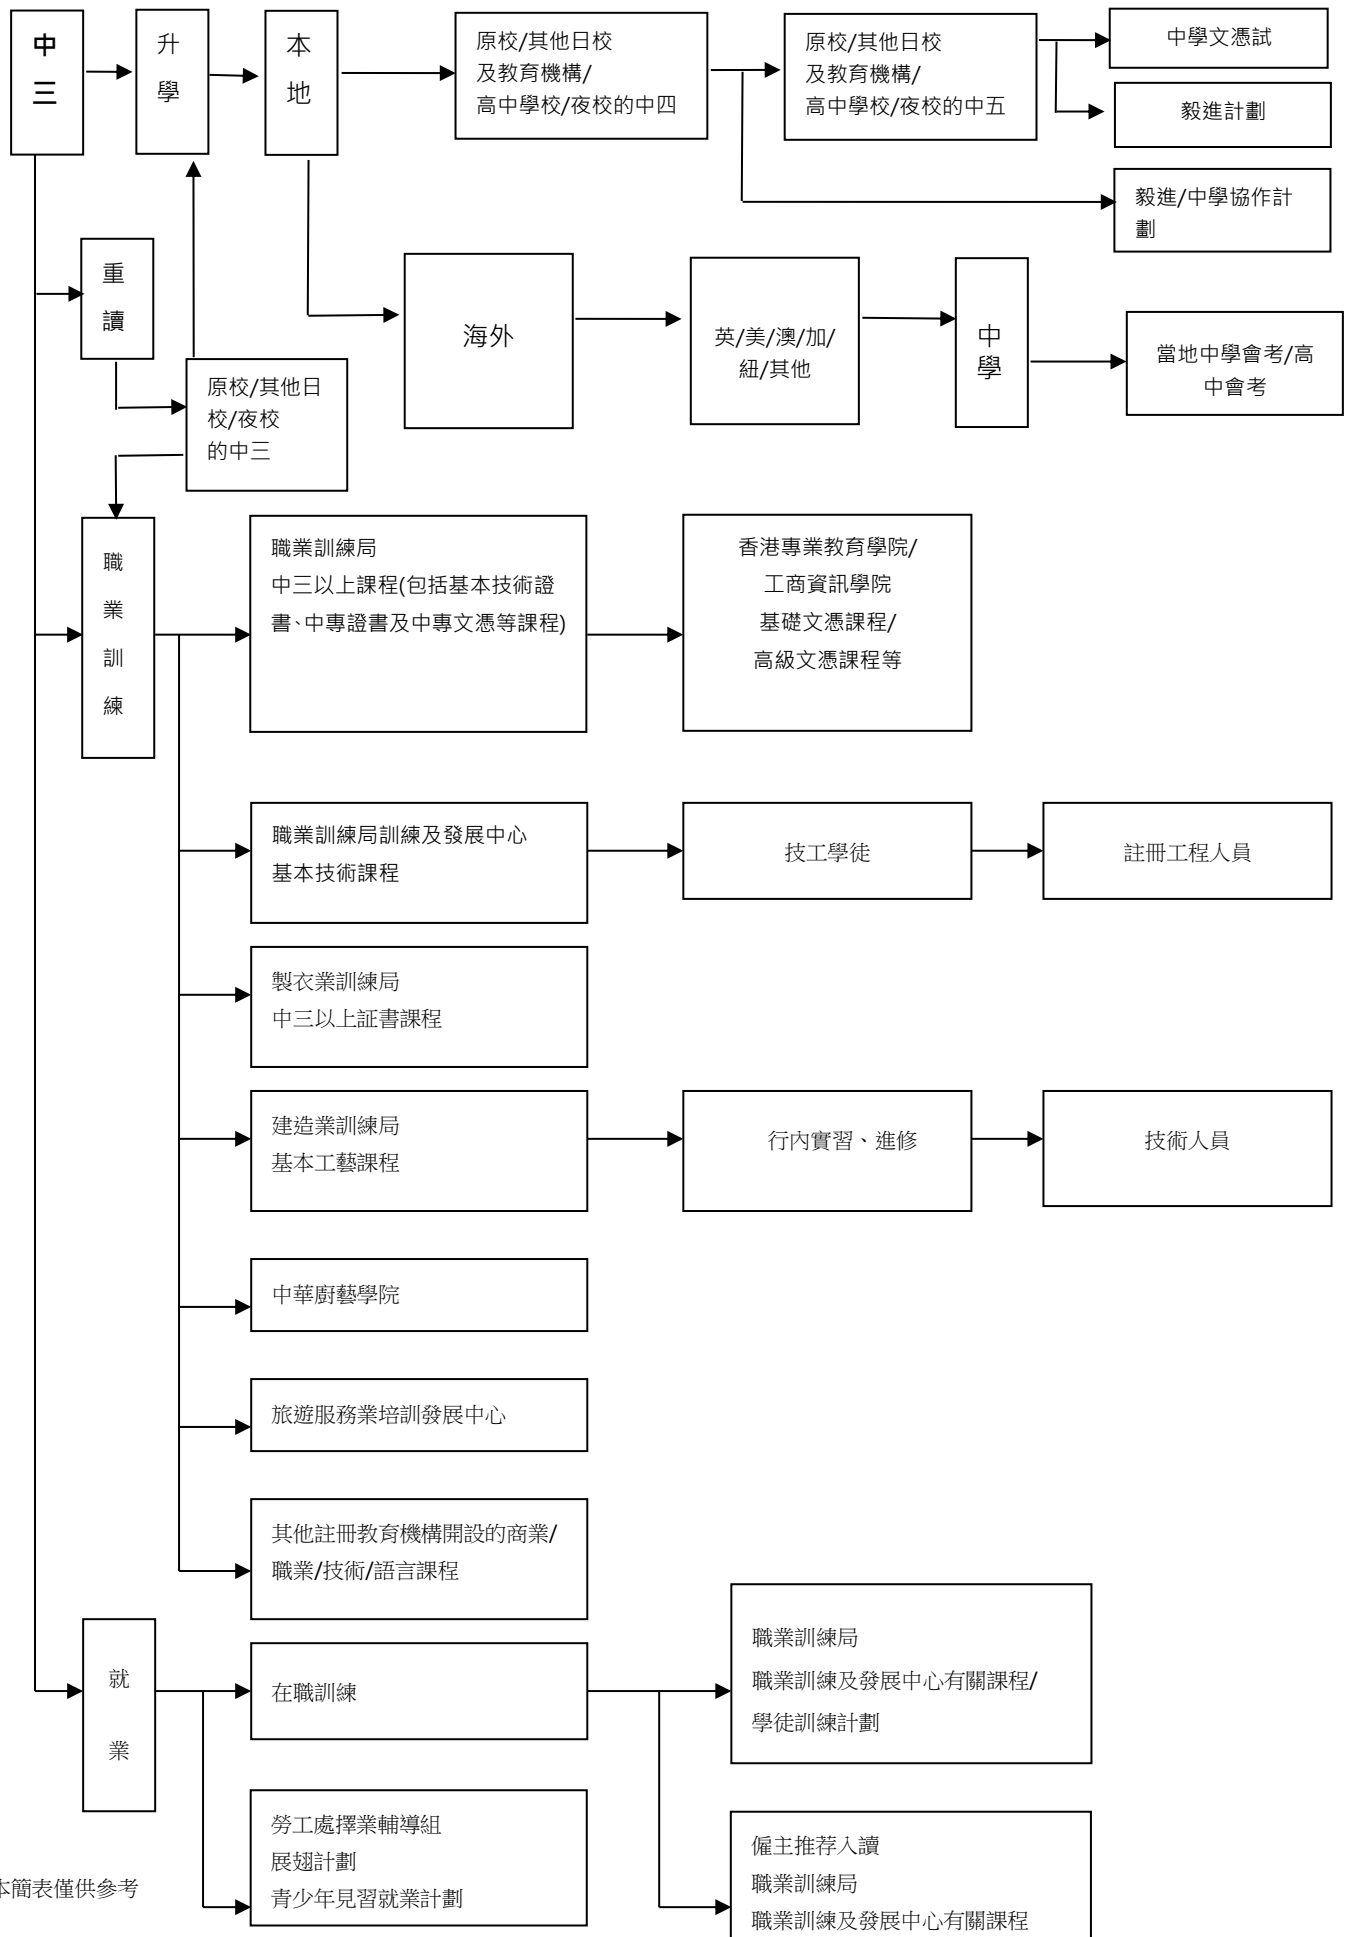 中
三
升
學
本
地
原校/其他日校
及教育機構/
高中學校/夜校的中四
原校/其他日校
及教育機構/
高中學校/夜校的中五
中學文憑試
毅進計劃
毅進/中學協作計
劃
重
讀
原校/其他日
校/夜校
的中三
海外
英/美/澳/加/
紐/其他
中
學
當地中學會考/高
中會考
職
業
訓
練
職業訓練局
中三以上課程(包括基本技術證
書、中專證書及中專文憑等課程)
香港專業教育學院/
工商資訊學院
基礎文憑課程/
高級文憑課程等
職業訓練局訓練及發展中心
基本技術課程
技工學徒
註冊工程人員
製衣業訓練局
中三以上証書課程
建造業訓練局
基本工藝課程
行內實習、進修
技術人員
中華廚藝學院
旅遊服務業培訓發展中心
其他註冊教育機構開設的商業/
職業/技術/語言課程
就
業
在職訓練
職業訓練局
職業訓練及發展中心有關課程/
學徒訓練計劃
勞工處擇業輔導組
展翅計劃
青少年見習就業計劃
僱主推荐入讀
職業訓練局
職業訓練及發展中心有關課程
本簡表僅供參考